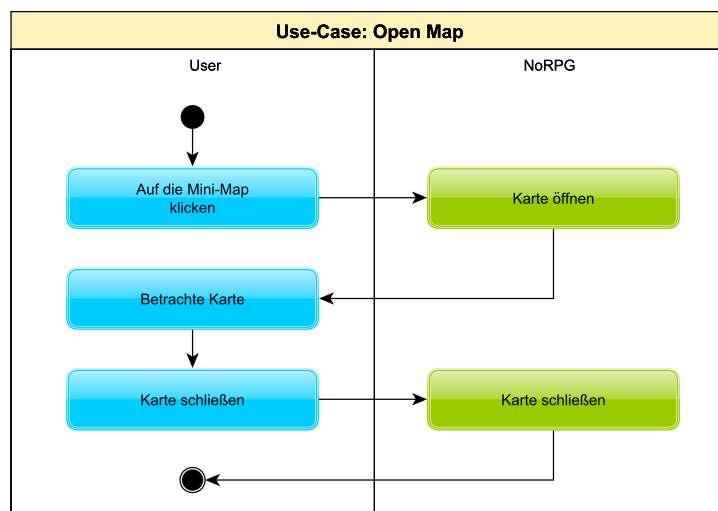 Use-Case: Open Map
User
NoRPG
Auf die Mini-Map
klicken
Karte öffnen
Betrachte Karte
Karte schließen
Karte schließen